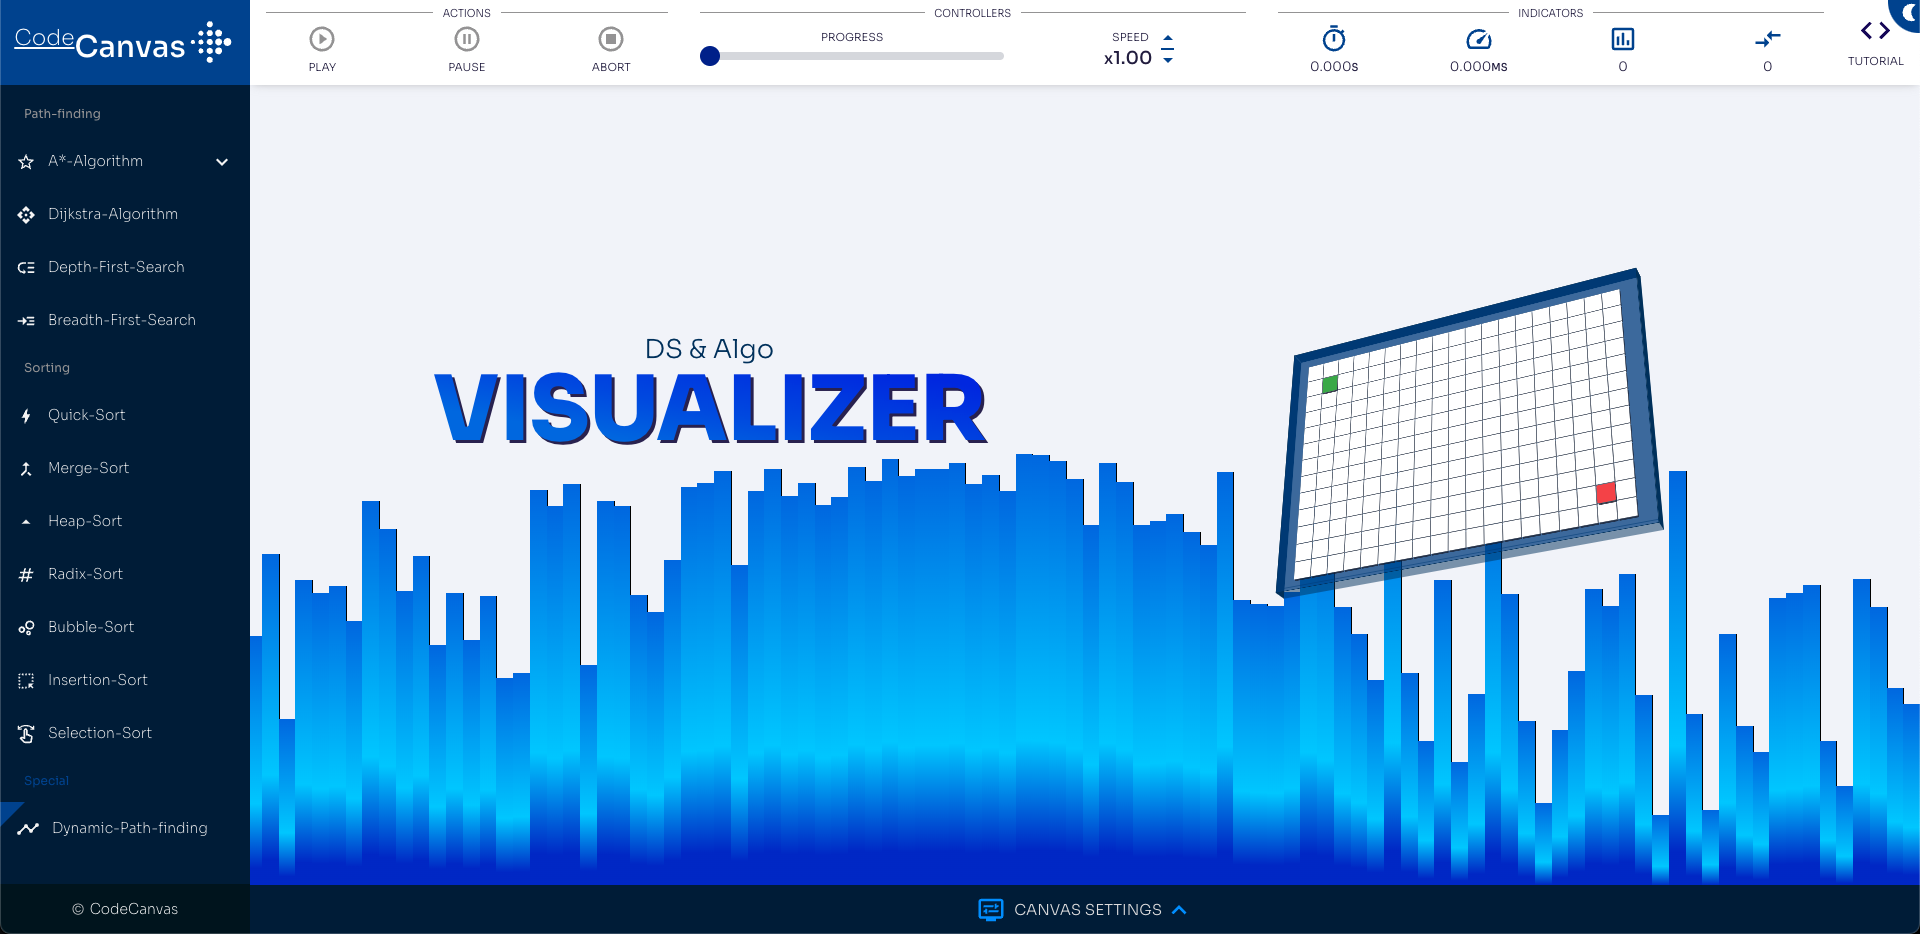 CodeCanvas
ACTIONS
PLAY
PAUSE
ABORT
CONTROLLERS
PROGRESS
SPEED
x1.00
INDICATORS
0.000s
0.000ms
0
0
TUTORIAL
Path-finding
A*-Algorithm
Dijkstra-Algorithm
Depth-First-Search
Breadth-First-Search
Sorting
Quick-Sort
Merge-Sort
Heap-Sort
Radix-Sort
Bubble-Sort
Insertion-Sort
Selection-Sort
Special
Dynamic-Path-finding
© CodeCanvas
DS & Algo
VISUALIZER
CANVAS SETTINGS